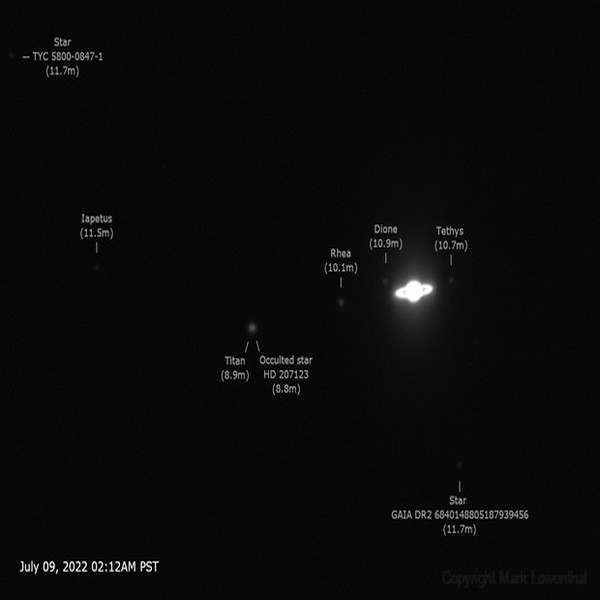 Star
— TYC 5800-0847-1
(11.7m)
Iapetus
(11.5m)
Dione
(10.9m)
Tethys
(10.7m)
Rhea
(10.1m)
Titan
(8.9m)
Occulted star
HD 207123
(8.8m)
Star
GAIA DR2 6840148805187939456
(11.7m)
July 09, 2022 02:12AM PST
Copyright Mark Lowenthal